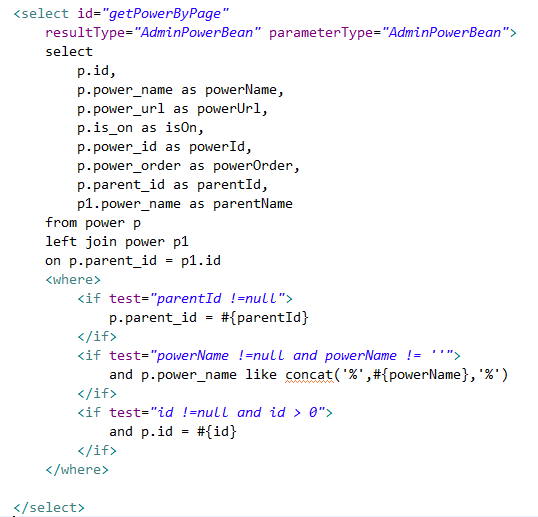 <select id="getPowerByPage"
    resultType="AdminPowerBean" parameterType="AdminPowerBean">
    select
        p.id,
        p.power_name as powerName,
        p.power_url as powerUrl,
        p.is_on as isOn,
        p.power_id as powerId,
        p.power_order as powerOrder,
        p.parent_id as parentId,
        p1.power_name as parentName
    from power p
    left join power p1
    on p.parent_id = p1.id
    <where>
        <if test="parentId !=null">
            p.parent_id = #{parentId}
        </if>
        <if test="powerName !=null and powerName != ''">
            and p.power_name like concat('%',#{powerName},'%')
        </if>
        <if test="id !=null and id > 0">
            and p.id = #{id}
        </if>
    </where>
</select>